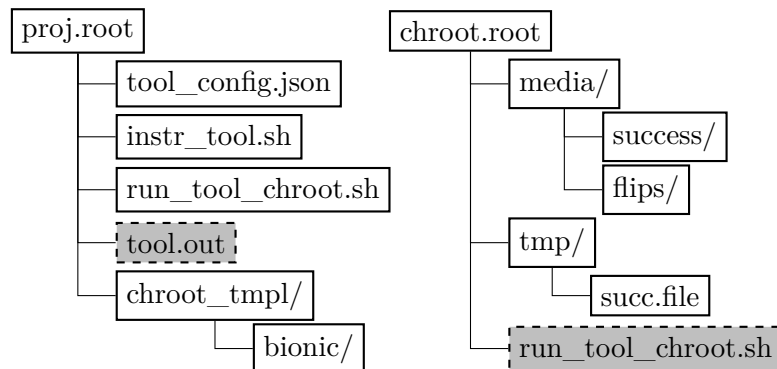 proj.root
tool_config.json
instr_tool.sh
run_tool_chroot.sh
tool.out
chroot_tmpl/
bionic/
chroot.root
media/
success/
flips/
tmp/
succ.file
run_tool_chroot.sh